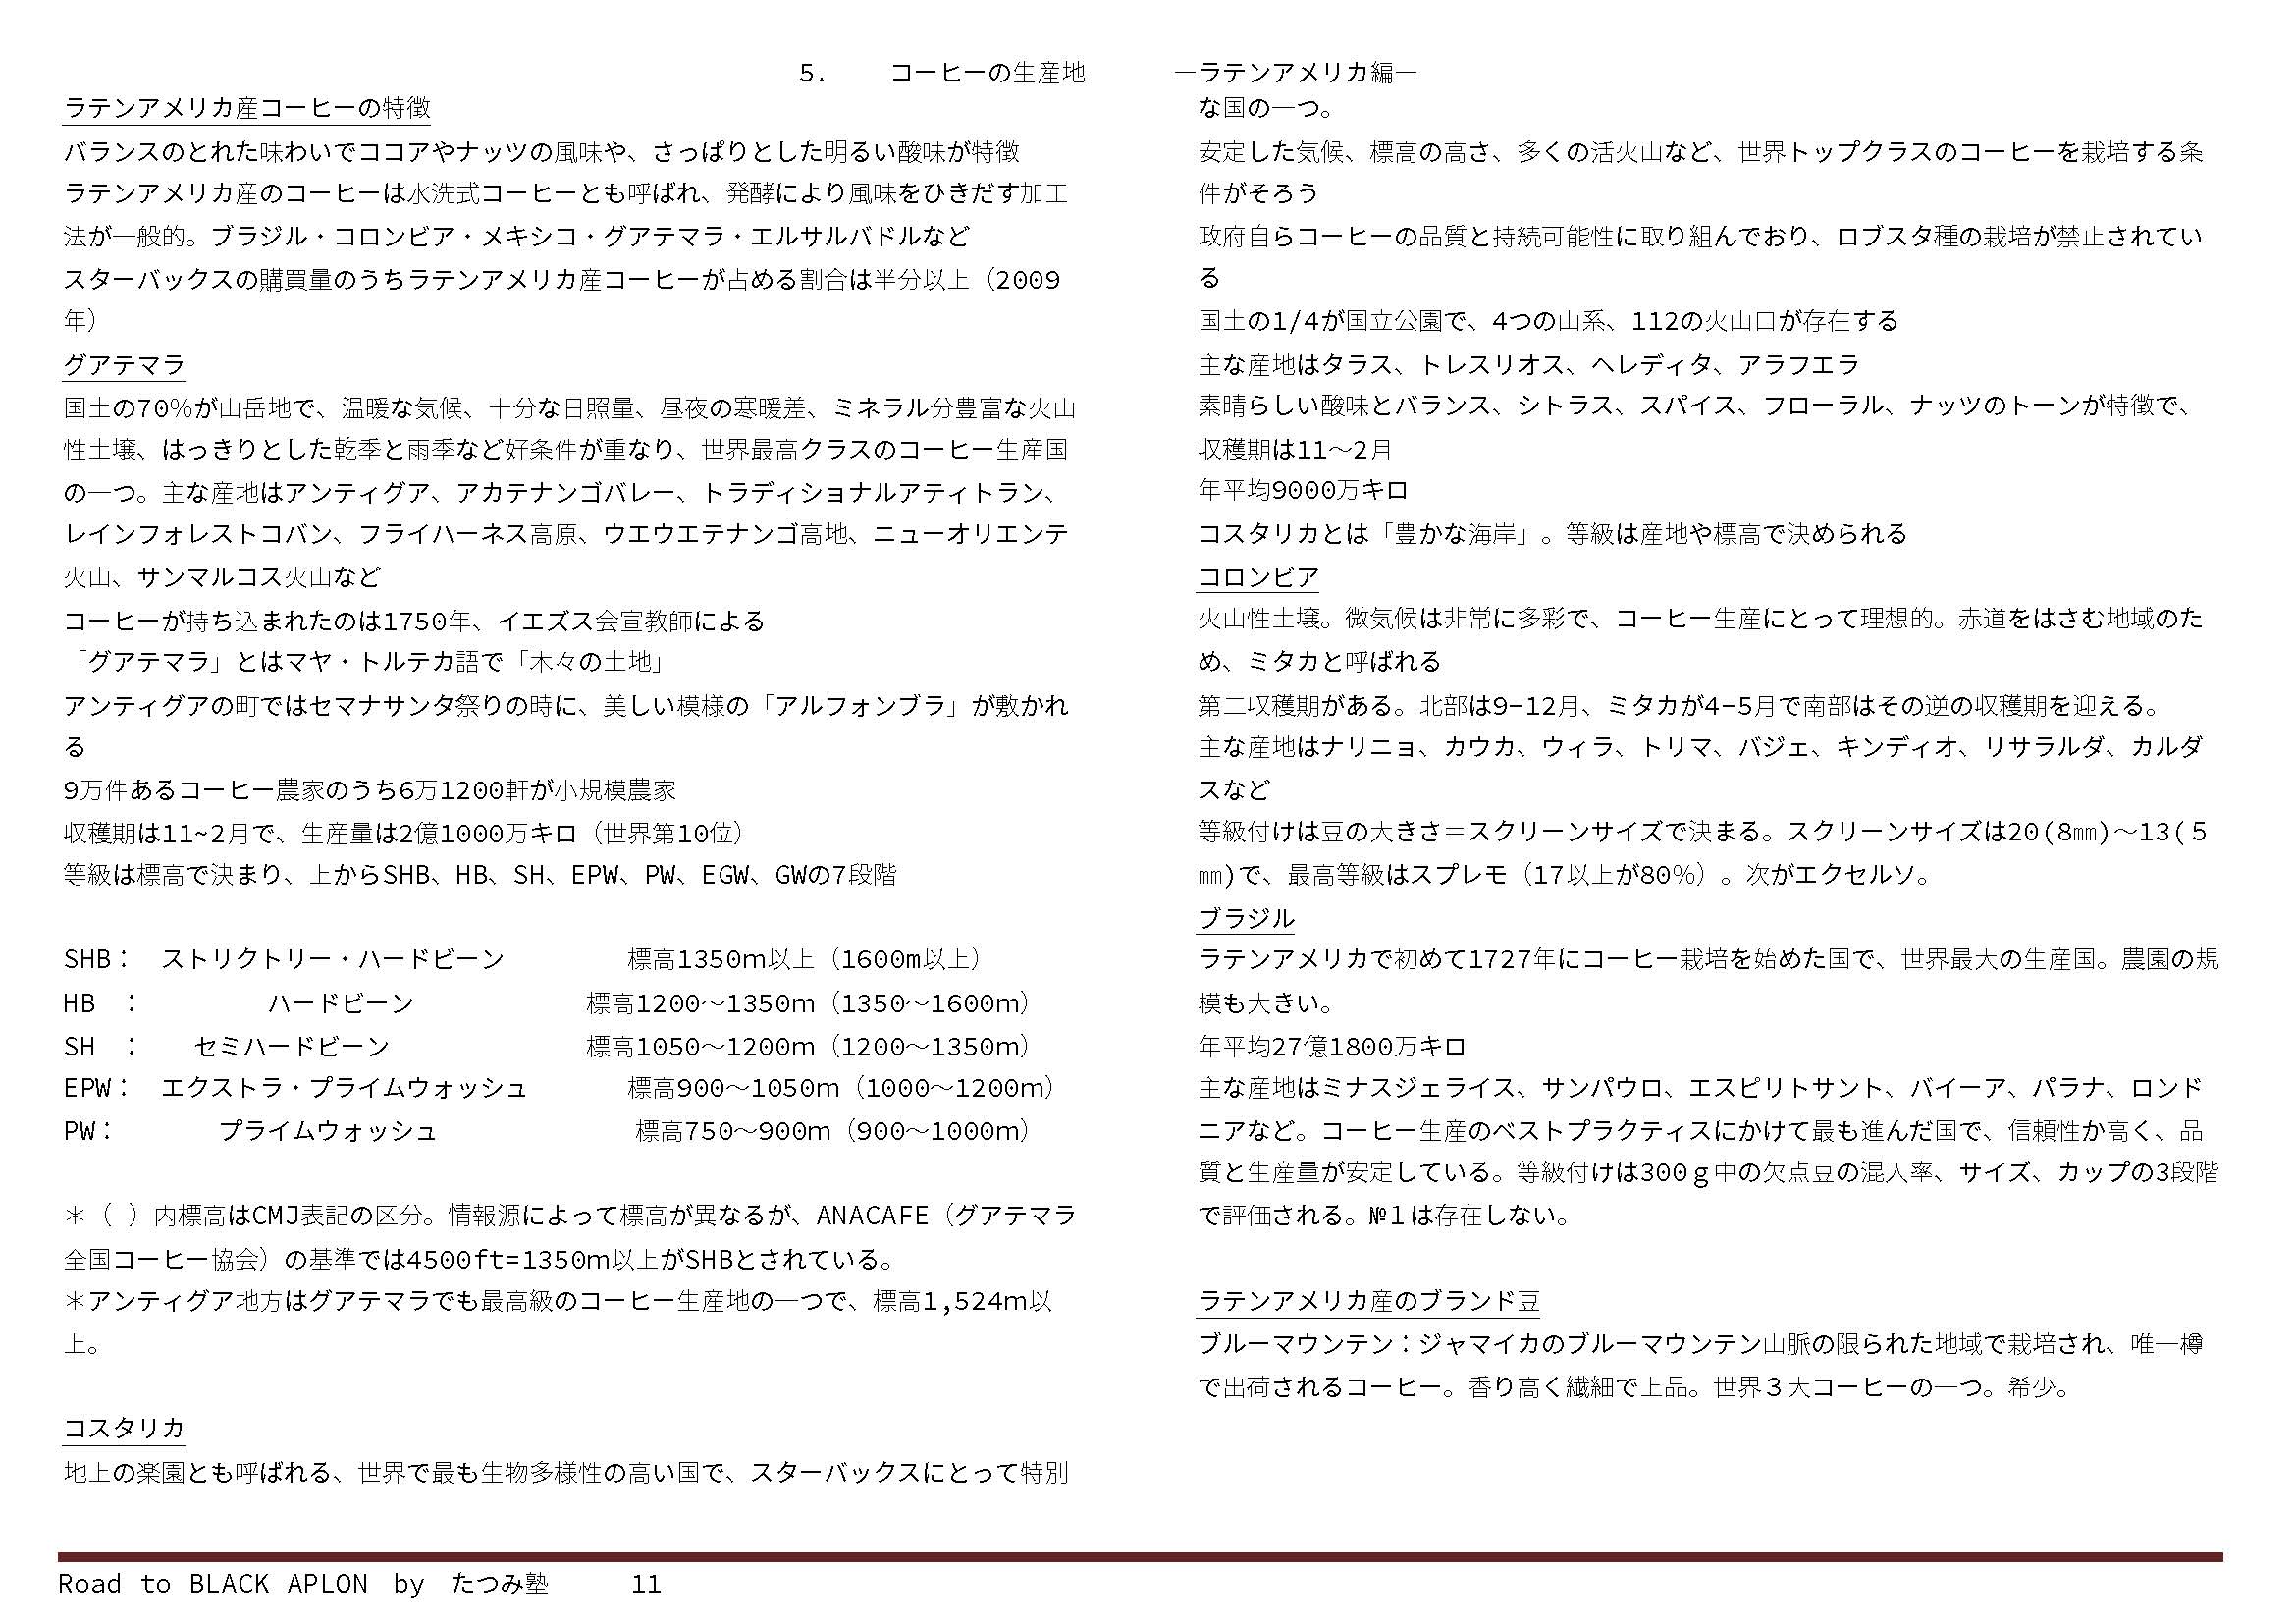 5.　　コーヒーの生産地　　　―ラテンアメリカ編―
ラテンアメリカ産コーヒーの特徴
バランスのとれた味わいでココアやナッツの風味や、さっぱりとした明るい酸味が特徴
ラテンアメリカ産のコーヒーは水洗式コーヒーとも呼ばれ、発酵により風味をひきだす加工
法が一般的。ブラジル・コロンビア・メキシコ・グアテマラ・エルサルバドルなど
スターバックスの購買量のうちラテンアメリカ産コーヒーが占める割合は半分以上（2009
年）
グアテマラ
国土の70％が山岳地で、温暖な気候、十分な日照量、昼夜の寒暖差、ミネラル分豊富な火山
性土壌、はっきりとした乾季と雨季など好条件が重なり、世界最高クラスのコーヒー生産国
の一つ。主な産地はアンティグア、アカテナンゴバレー、トラディショナルアティトラン、
レインフォレストコバン、フライハーネス高原、ウエウエテナンゴ高地、ニューオリエンテ
火山、サンマルコス火山など
コーヒーが持ち込まれたのは1750年、イエズス会宣教師による
「グアテマラ」とはマヤ・トルテカ語で「木々の土地」
アンティグアの町ではセマナサンタ祭りの時に、美しい模様の「アルフォンブラ」が敷かれ
る
9万件あるコーヒー農家のうち6万1200軒が小規模農家
収穫期は11~2月で、生産量は2億1000万キロ（世界第10位）
等級は標高で決まり、上からSHB、HB、SH、EPW、PW、EGW、GWの7段階
SHB：　ストリクトリー・ハードビーン　　　　　標高1350ｍ以上（1600m以上）
HB　：　　　　　ハードビーン　　　　　　　標高1200～1350ｍ（1350～1600ｍ）
SH　：　　セミハードビーン　　　　　　　　標高1050～1200ｍ（1200～1350ｍ）
EPW：　エクストラ・プライムウォッシュ　　　　標高900～1050ｍ（1000～1200ｍ）
PW：　　　　プライムウォッシュ　　　　　　　　標高750～900ｍ（900～1000ｍ）
＊（ ）内標高はCMJ表記の区分。情報源によって標高が異なるが、ANACAFE（グアテマラ
全国コーヒー協会）の基準では4500ft=1350ｍ以上がSHBとされている。
＊アンティグア地方はグアテマラでも最高級のコーヒー生産地の一つで、標高1,524ｍ以
上。
コスタリカ
地上の楽園とも呼ばれる、世界で最も生物多様性の高い国で、スターバックスにとって特別
な国の一つ。
安定した気候、標高の高さ、多くの活火山など、世界トップクラスのコーヒーを栽培する条
件がそろう
政府自らコーヒーの品質と持続可能性に取り組んでおり、ロブスタ種の栽培が禁止されてい
る
国土の1/4が国立公園で、4つの山系、112の火山口が存在する
主な産地はタラス、トレスリオス、ヘレディタ、アラフエラ
素晴らしい酸味とバランス、シトラス、スパイス、フローラル、ナッツのトーンが特徴で、
収穫期は11～2月
年平均9000万キロ
コスタリカとは「豊かな海岸」。等級は産地や標高で決められる
コロンビア
火山性土壌。微気候は非常に多彩で、コーヒー生産にとって理想的。赤道をはさむ地域のた
め、ミタカと呼ばれる
第二収穫期がある。北部は9-12月、ミタカが4-5月で南部はその逆の収穫期を迎える。
主な産地はナリニョ、カウカ、ウィラ、トリマ、バジェ、キンディオ、リサラルダ、カルダ
スなど
等級付けは豆の大きさ＝スクリーンサイズで決まる。スクリーンサイズは20(8㎜)～13(５
㎜)で、最高等級はスプレモ（17以上が80％）。次がエクセルソ。
ブラジル
ラテンアメリカで初めて1727年にコーヒー栽培を始めた国で、世界最大の生産国。農園の規
模も大きい。
年平均27億1800万キロ
主な産地はミナスジェライス、サンパウロ、エスピリトサント、バイーア、パラナ、ロンド
ニアなど。コーヒー生産のベストプラクティスにかけて最も進んだ国で、信頼性か高く、品
質と生産量が安定している。等級付けは300ｇ中の欠点豆の混入率、サイズ、カップの3段階
で評価される。№１は存在しない。
ラテンアメリカ産のブランド豆
ブルーマウンテン：ジャマイカのブルーマウンテン山脈の限られた地域で栽培され、唯一樽
で出荷されるコーヒー。香り高く繊細で上品。世界３大コーヒーの一つ。希少。
Road to BLACK APLON by たつみ塾　　　11